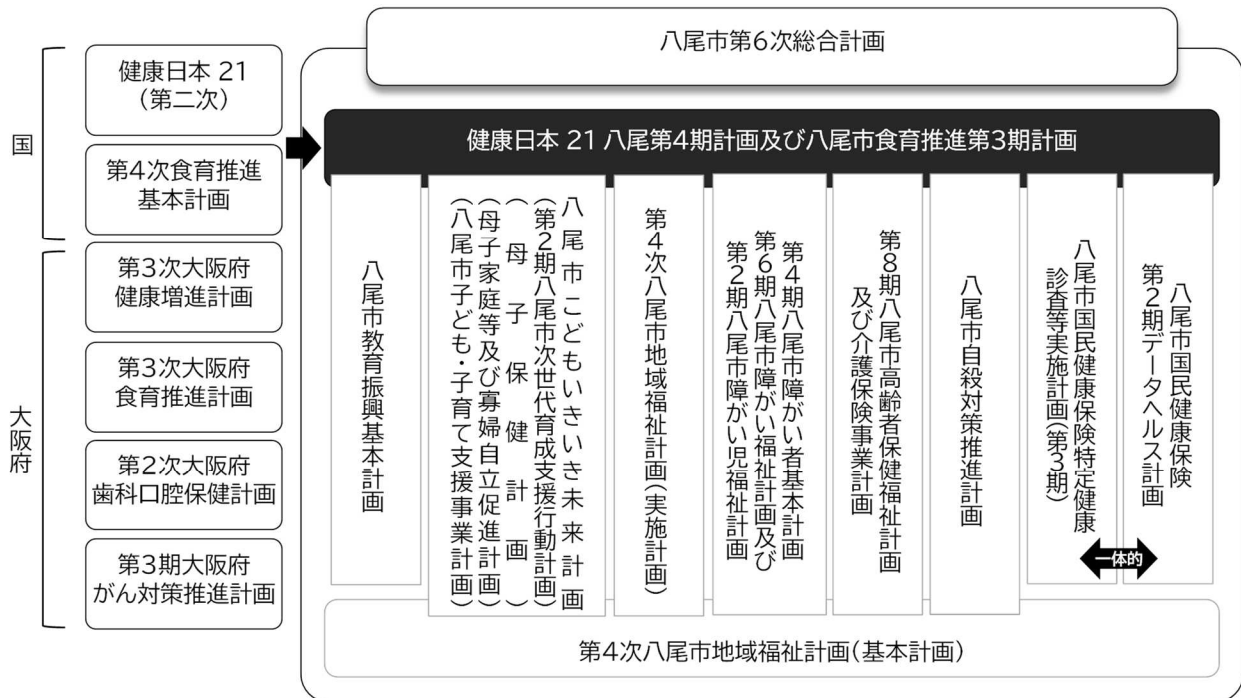 国
健康日本 21
(第二次)
第4次食育推進
基本計画
大阪府
第3次大阪府
健康増進計画
第3次大阪府
食育推進計画
第2次大阪府
歯科口腔保健計画
第3期大阪府
がん対策推進計画
八尾市第6次総合計画
健康日本 21 八尾第4期計画及び八尾市食育推進第3期計画
八尾市教育振興基本計画
八尾市こどもいきいき未来計画
(第2期八尾市次世代育成支援行動計画)
(母子保健計画)
(母子家庭等及び寡婦自立促進計画)
(八尾市子ども・子育て支援事業計画)
第4次八尾市地域福祉計画(実施計画)
第4期八尾市障がい者基本計画
第6期八尾市障がい福祉計画及び
第2期八尾市障がい児福祉計画
第8期八尾市高齢者保健福祉計画
及び介護保険事業計画
八尾市自殺対策推進計画
八尾市国民健康保険特定健康
診査等実施計画(第3期)
八尾市国民健康保険
第2期データヘルス計画
一体的
第4次八尾市地域福祉計画(基本計画)